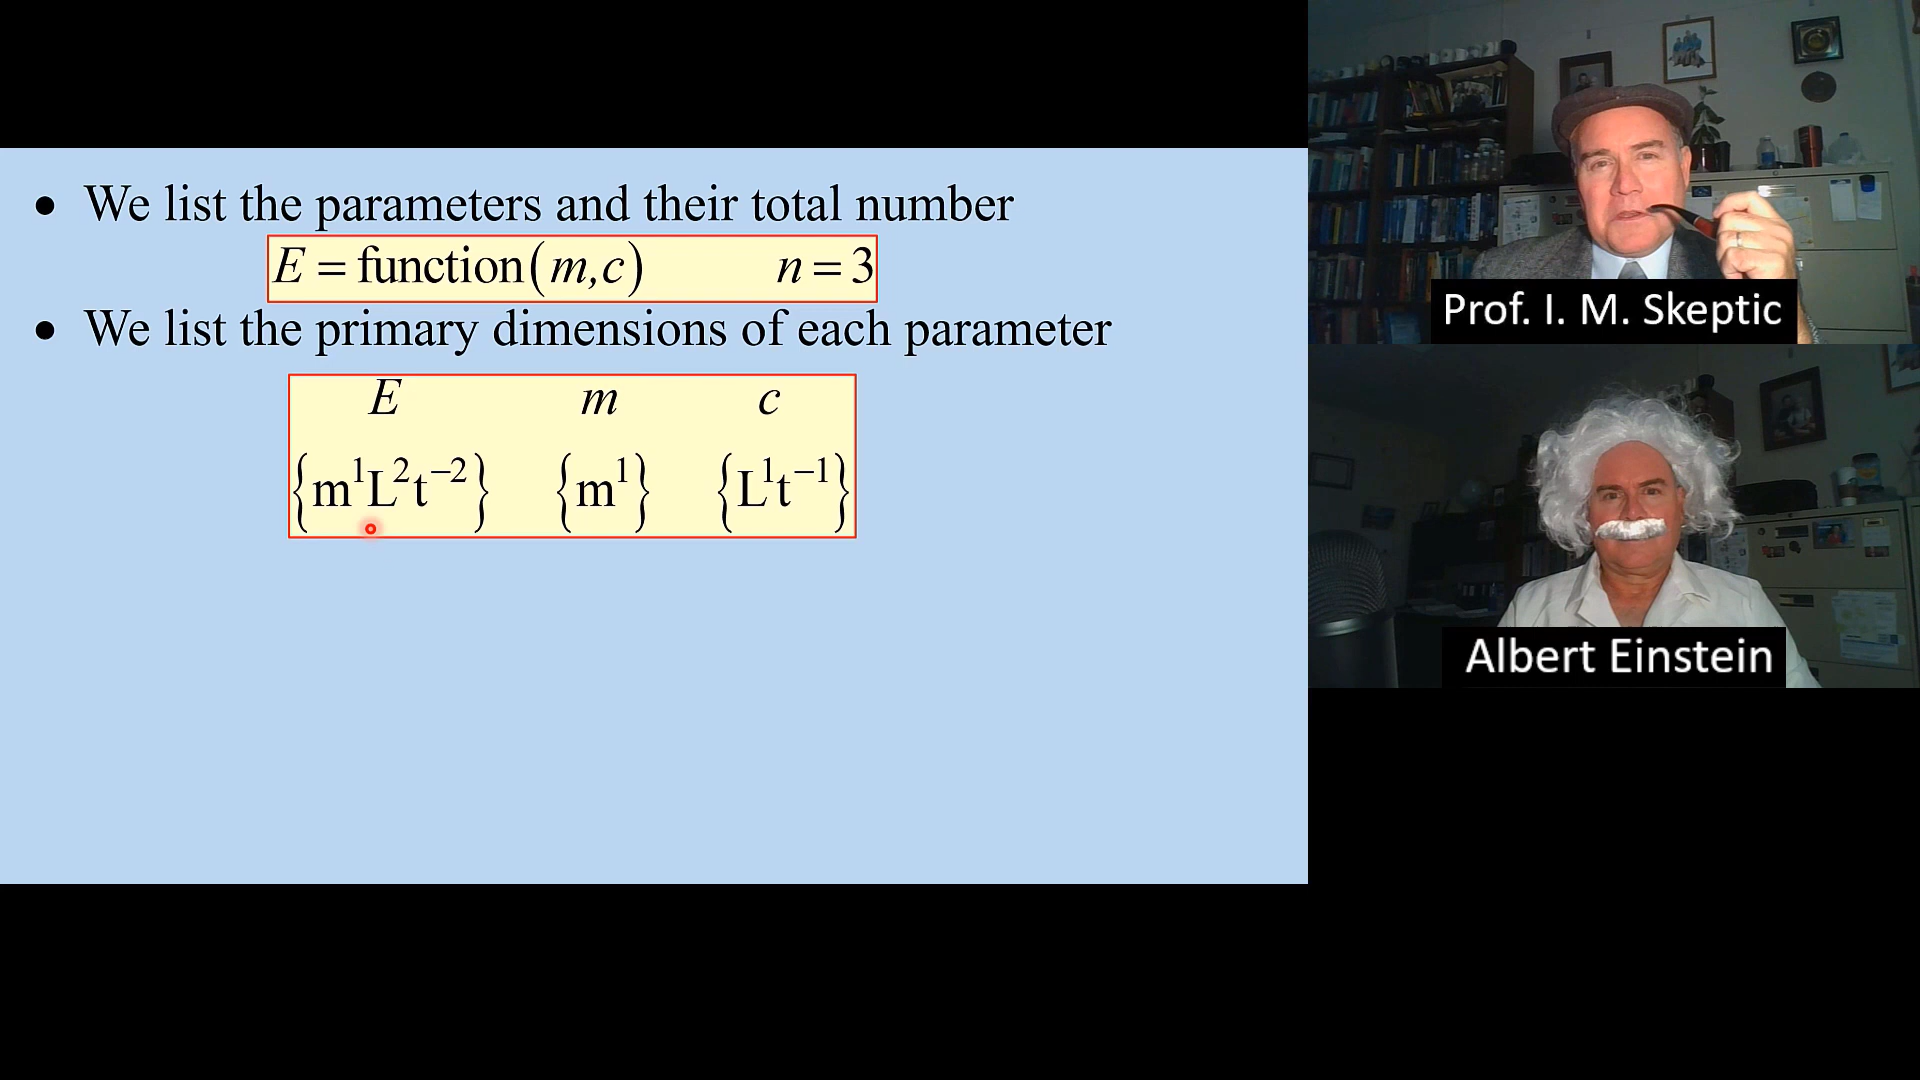 • We list the parameters and their total number
E = function(m,c) n = 3
• We list the primary dimensions of each parameter
E m c
{m¹L²t⁻²} {m¹} {L¹t⁻¹}
Prof. I. M. Skeptic
Albert Einstein